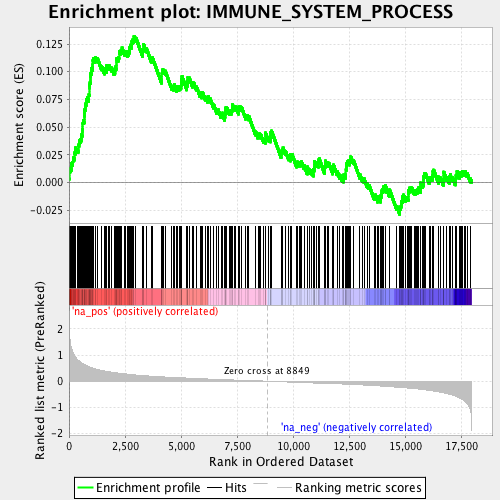 Enrichment plot: IMMUNE_SYSTEM_PROCESS
Enrichment score (ES)
0.125
0.100
0.075
0.050
0.025
0.000
-0.025
Ranked list metric (PreRanked)
'na_pos' (positively correlated)
2
1
0
-1
-2
Zero cross at 8849
'na_neg' (negatively correlated)
0
2,500
5,000
7,500
10,000
12,500
15,000
17,500
Rank in Ordered Dataset
Enrichment profile
Hits
Ranking metric scores